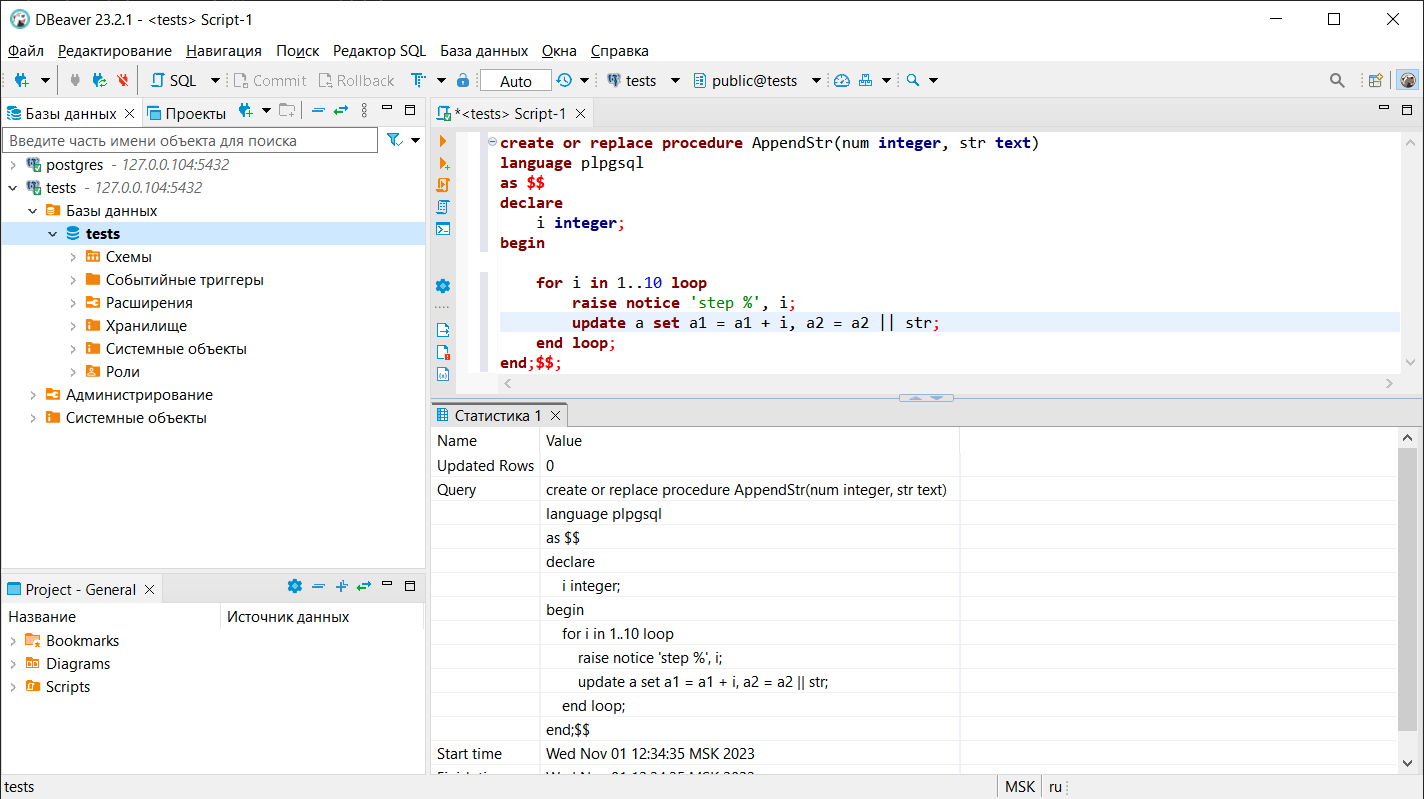 DBeaver 23.2.1 - <tests> Script-1
Файл Редактирование Навигация Поиск Редактор SQL База данных Окна Справка
SQL Commit Rollback Auto tests public@tests
Базы данных Проекты
Введите часть имени объекта для поиска
postgres - 127.0.0.104:5432
tests - 127.0.0.104:5432
Базы данных
tests
Схемы
Событийные триггеры
Расширения
Хранилище
Системные объекты
Роли
Администрирование
Системные объекты
Project - General
Название Источник данных
Bookmarks
Diagrams
Scripts
*<tests> Script-1
create or replace procedure AppendStr(num integer, str text)
language plpgsql
as $$
declare
    i integer;
begin
    for i in 1..10 loop
        raise notice 'step %', i;
        update a set a1 = a1 + i, a2 = a2 || str;
    end loop;
end;$$;
Статистика 1
Name Value
Updated Rows 0
Query create or replace procedure AppendStr(num integer, str text)
language plpgsql
as $$
declare
    i integer;
begin
    for i in 1..10 loop
        raise notice 'step %', i;
        update a set a1 = a1 + i, a2 = a2 || str;
    end loop;
end;$$
Start time Wed Nov 01 12:34:35 MSK 2023
tests MSK ru